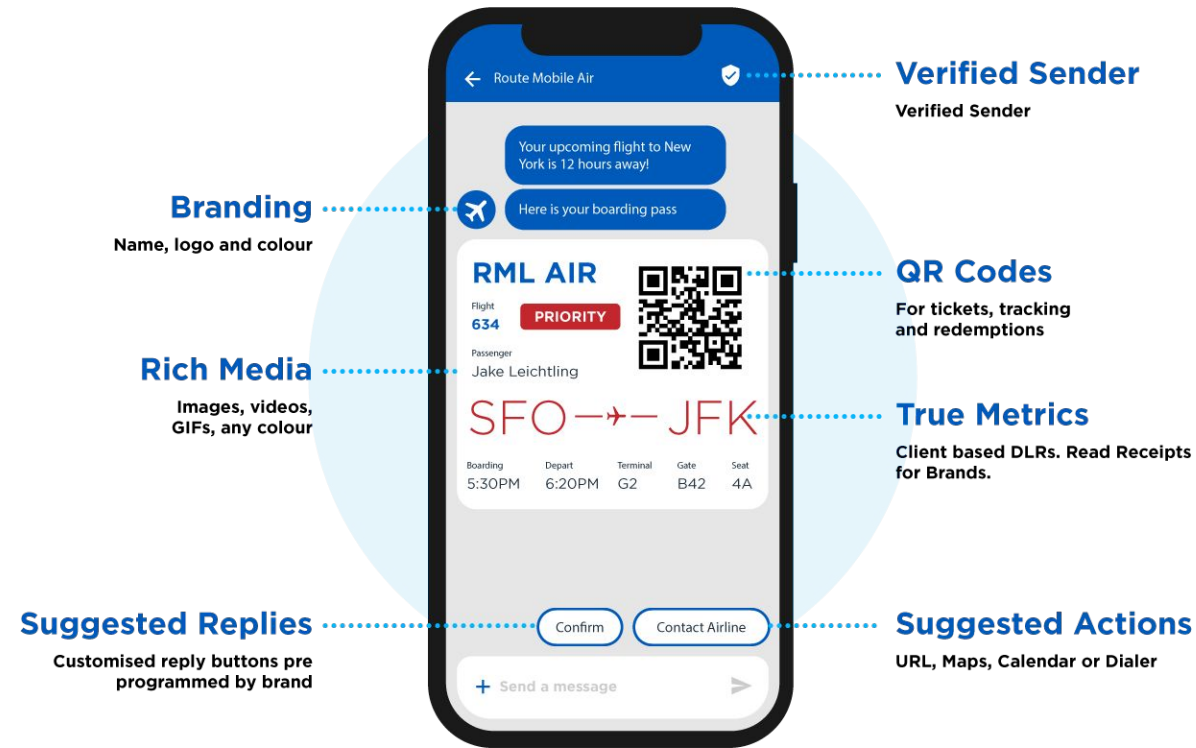 Route Mobile Air
Verified Sender
Verified Sender
Your upcoming flight to New
York is 12 hours away!
Branding
Name, logo and colour
Here is your boarding pass
RML AIR
Flight
634
PRIORITY
QR Codes
For tickets, tracking
and redemptions
Rich Media
Images, videos,
GIFs, any colour
Passenger
Jake Leichtling
SFO
JFK
True Metrics
Client based DLRs. Read Receipts
for Brands.
Boarding Depart Terminal Gate Seat
5:30PM 6:20PM G2 B42 4A
Suggested Replies
Customised reply buttons pre
programmed by brand
Confirm
Contact Airline
Suggested Actions
URL, Maps, Calendar or Dialer
+ Send a message